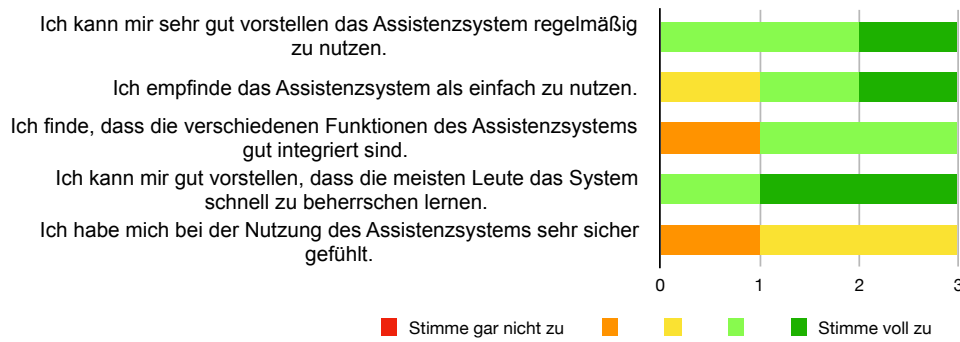 Ich kann mir sehr gut vorstellen das Assistenzsystem regelmäßig
zu nutzen.
Ich empfinde das Assistenzsystem als einfach zu nutzen.
Ich finde, dass die verschiedenen Funktionen des Assistenzsystems
gut integriert sind.
Ich kann mir gut vorstellen, dass die meisten Leute das System
schnell zu beherrschen lernen.
Ich habe mich bei der Nutzung des Assistenzsystems sehr sicher
gefühlt.
0 1 2 3
Stimme gar nicht zu Stimme voll zu